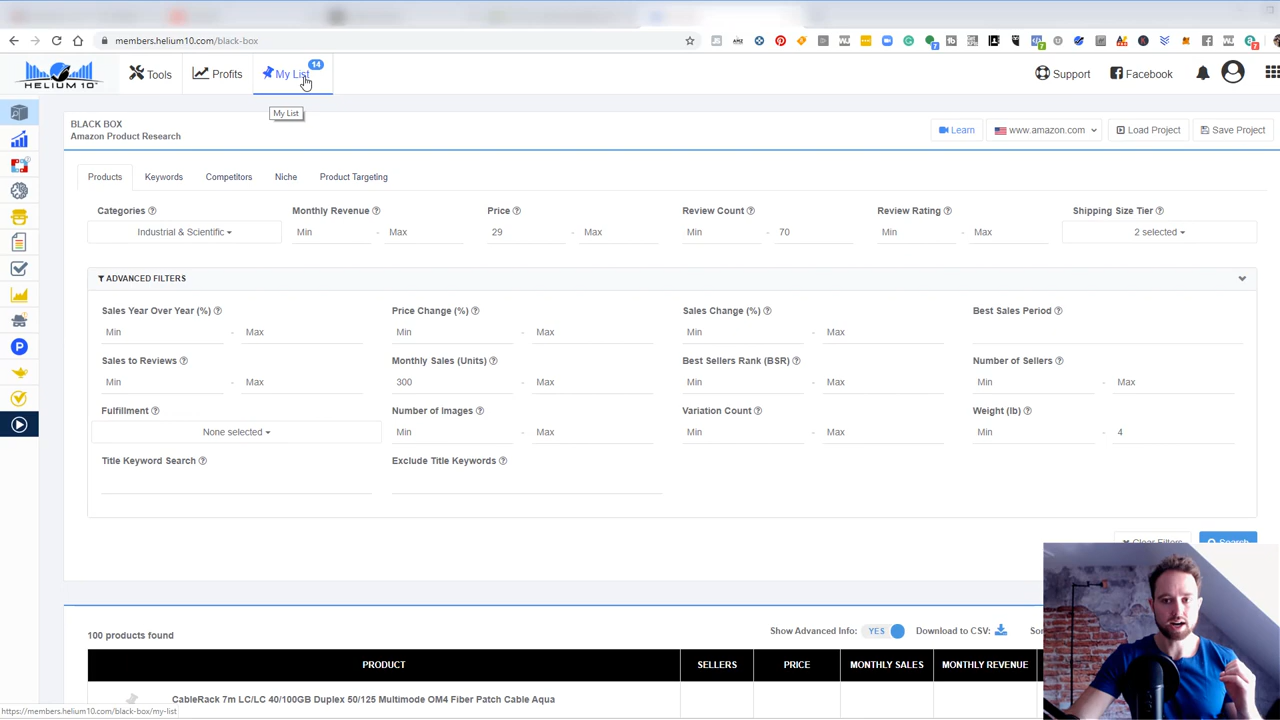 members.helium10.com/black-box
HELIUM 10
Tools
Profits
My List
14
Support
Facebook
My List
BLACK BOX
Amazon Product Research
Learn
www.amazon.com
Load Project
Save Project
Products
Keywords
Competitors
Niche
Product Targeting
Categories
Monthly Revenue
Price
Review Count
Review Rating
Shipping Size Tier
Industrial & Scientific
Min - Max
29 - Max
Min - 70
Min - Max
2 selected
ADVANCED FILTERS
Sales Year Over Year (%)
Price Change (%)
Sales Change (%)
Best Sales Period
Min - Max
Min - Max
Min - Max
Sales to Reviews
Monthly Sales (Units)
Best Sellers Rank (BSR)
Number of Sellers
Min - Max
300 - Max
Min - Max
Min - Max
Fulfillment
Number of Images
Variation Count
Weight (lb)
None selected
Min - Max
Min - Max
Min - 4
Title Keyword Search
Exclude Title Keywords
Clear Filters
Search
100 products found
Show Advanced Info: YES
Download to CSV:
PRODUCT
SELLERS
PRICE
MONTHLY SALES
MONTHLY REVENUE
CableRack 7m LC/LC 40/100GB Duplex 50/125 Multimode OM4 Fiber Patch Cable Aqua
https://members.helium10.com/black-box/my-list